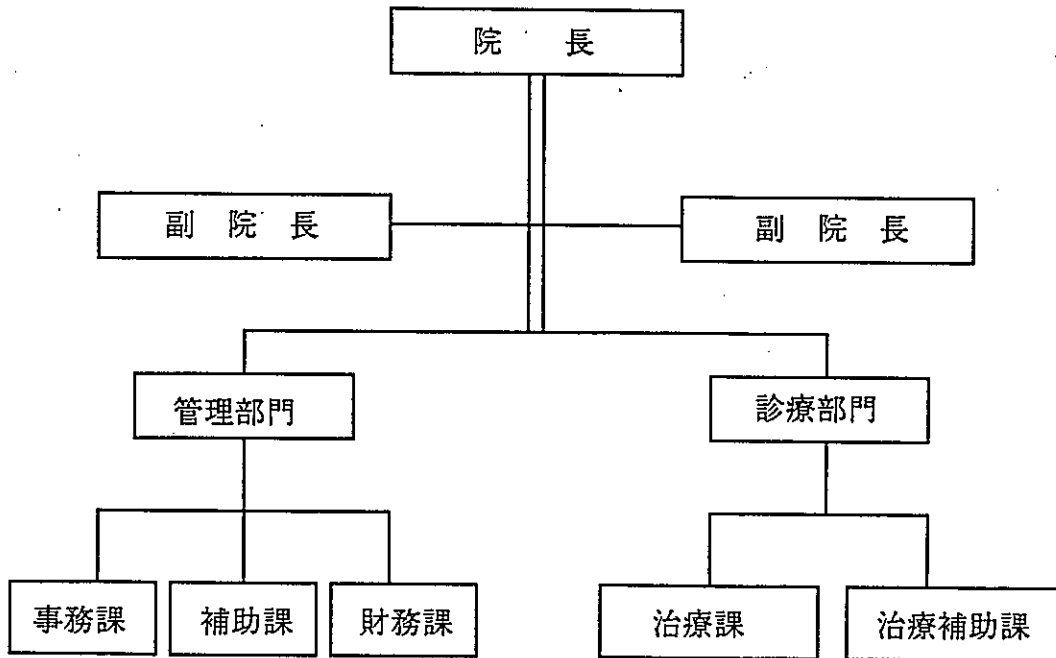 院　長
副　院　長
副　院　長
管理部門
診療部門
事務課
補助課
財務課
治療課
治療補助課